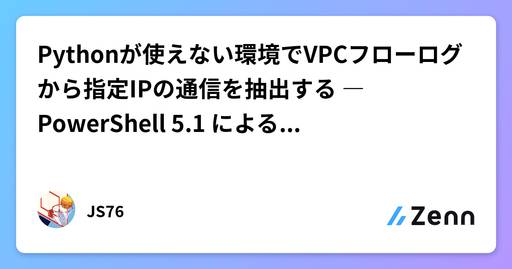 Pythonが使えない環境でVPCフローログ
から指定IPの通信を抽出する ―
PowerShell 5.1 による...
JS76
Zenn